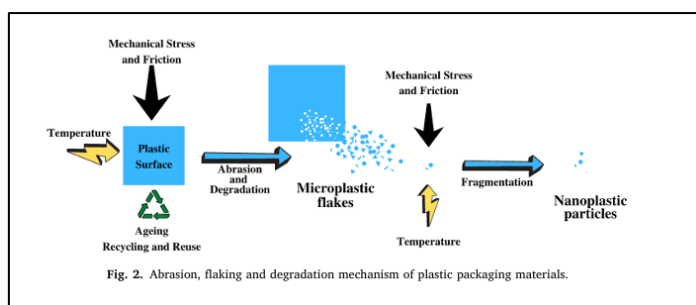 Mechanical Stress
and Friction
Temperature
Plastic
Surface
Ageing
Recycling and Reuse
Abrasion
and
Degradation
Microplastic
flakes
Mechanical Stress
and Friction
Temperature
Fragmentation
Nanoplastic
particles
Fig. 2. Abrasion, flaking and degradation mechanism of plastic packaging materials.